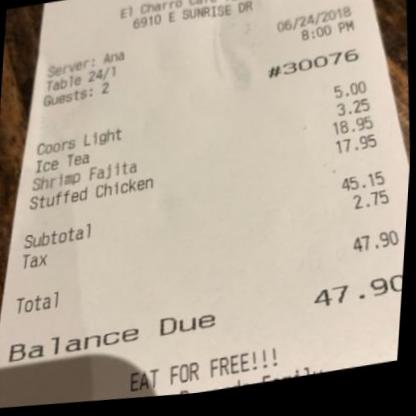 El Charro Cafe
6910 E SUNRISE DR
Server: Ana 06/24/2018
Table 24/1 8:00 PM
Guests: 2
#30076
Coors Light 5.00
Ice Tea 3.25
Shrimp Fajita 18.95
Stuffed Chicken 17.95
Subtotal 45.15
Tax 2.75
Total 47.90
Balance Due 47.90
EAT FOR FREE!!!
Family